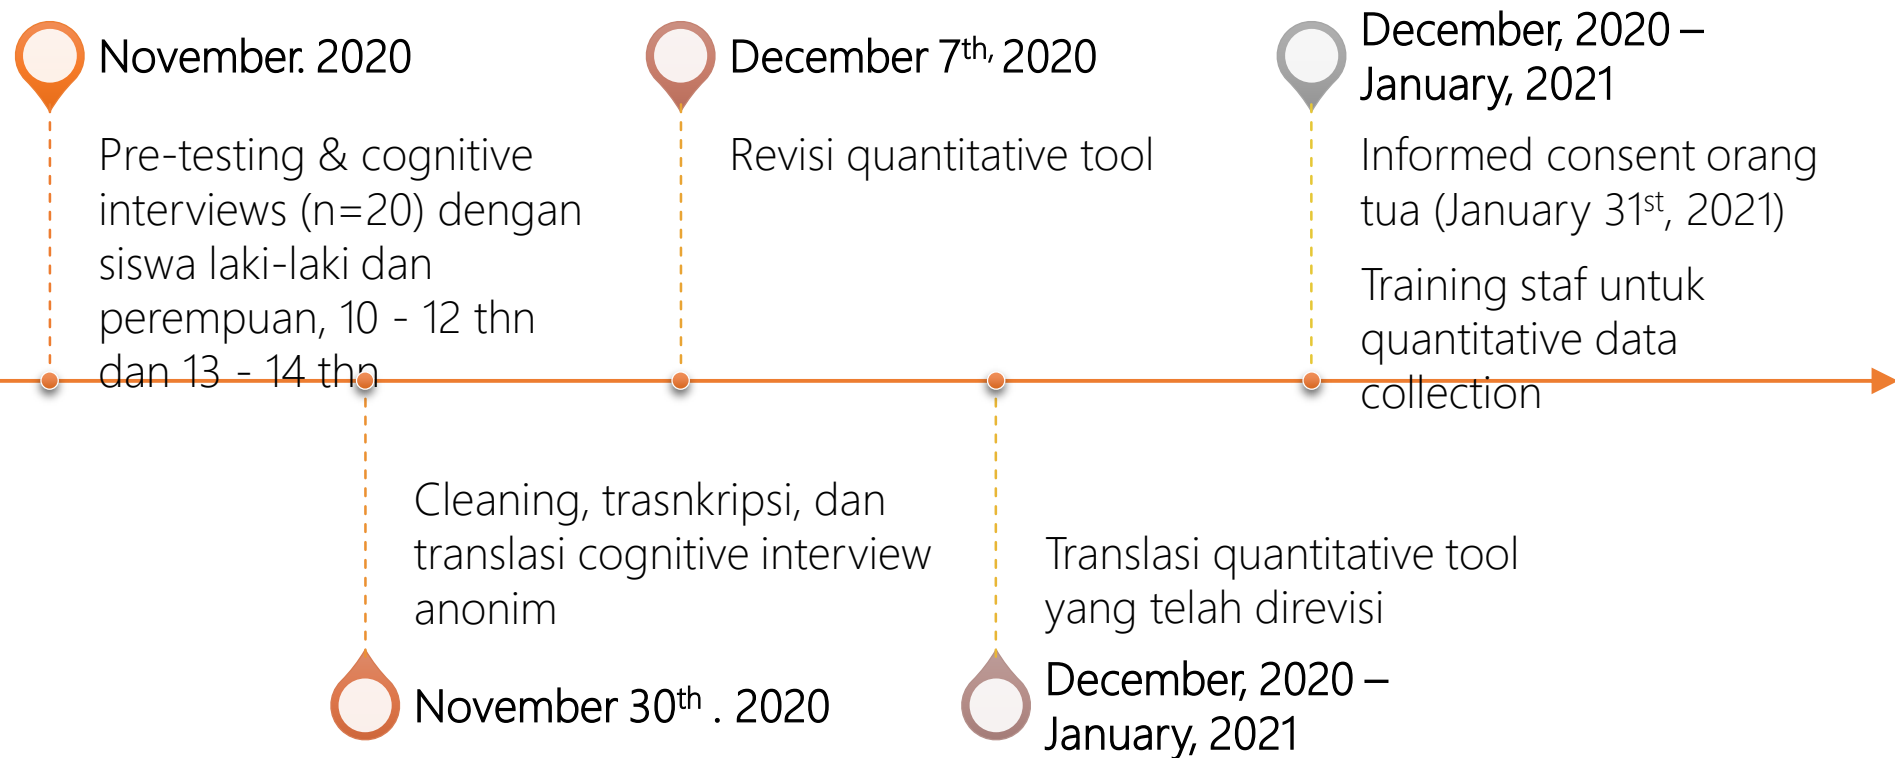 November. 2020
Pre-testing & cognitive
interviews (n=20) dengan
siswa laki-laki dan
perempuan, 10 - 12 thn
dan 13 - 14 thn
Cleaning, trasnkripsi, dan
translasi cognitive interview
anonim
November 30th . 2020
December 7th, 2020
Revisi quantitative tool
Translasi quantitative tool
yang telah direvisi
December, 2020 –
January, 2021
December, 2020 –
January, 2021
Informed consent orang
tua (January 31st, 2021)
Training staf untuk
quantitative data
collection